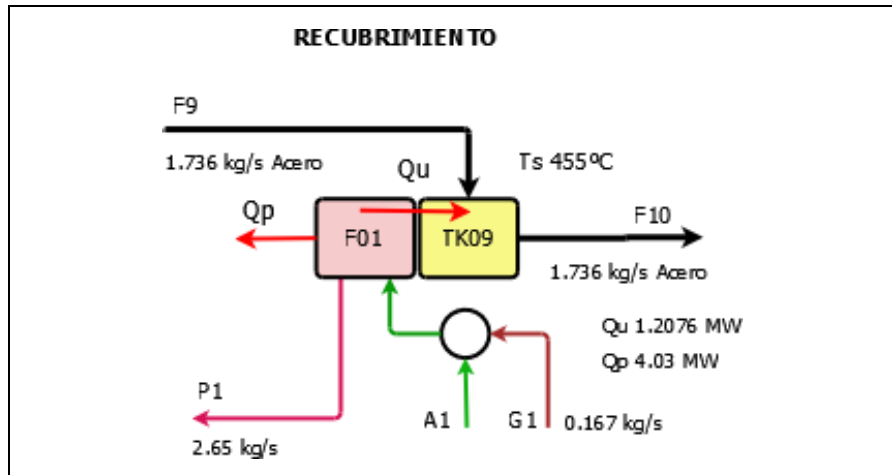 RECUBRIMIENTO
F9
1.736 kg/s Acero
Qu
Ts 455ºC
Qp
F01
TK09
F10
1.736 kg/s Acero
Qu 1.2076 MW
Qp 4.03 MW
P1
A1
G1
0.167 kg/s
2.65 kg/s